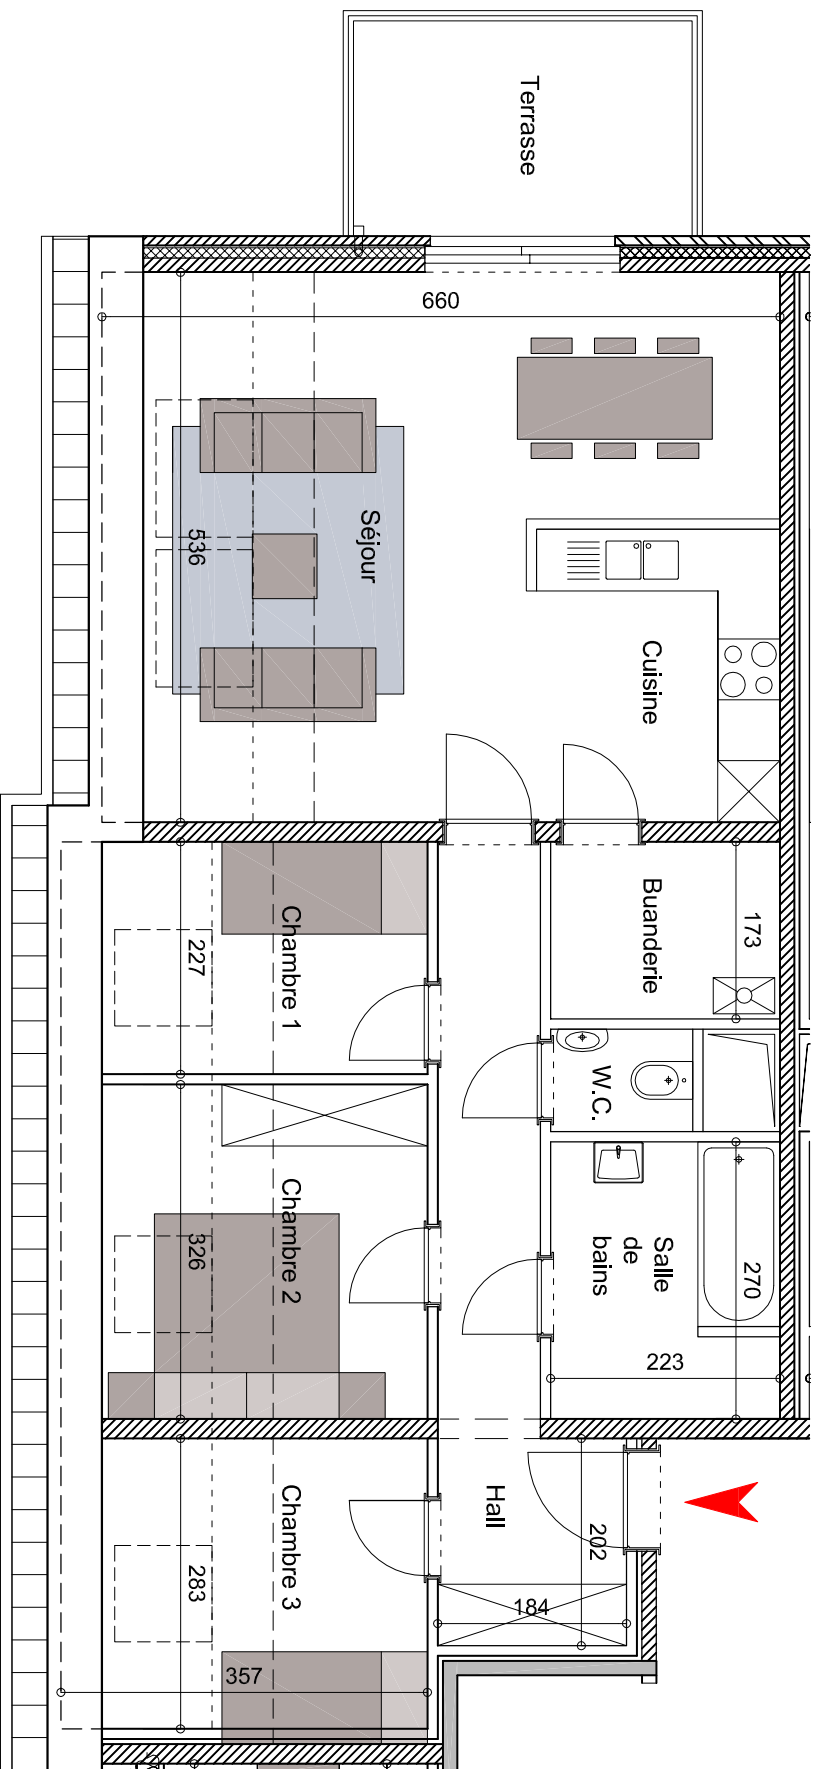 Terrasse
660
Séjour
536
Cuisine
Buanderie
173
Chambre 1
227
W.C.
Chambre 2
326
Salle
de
bains
270
223
Hall
202
184
Chambre 3
283
357